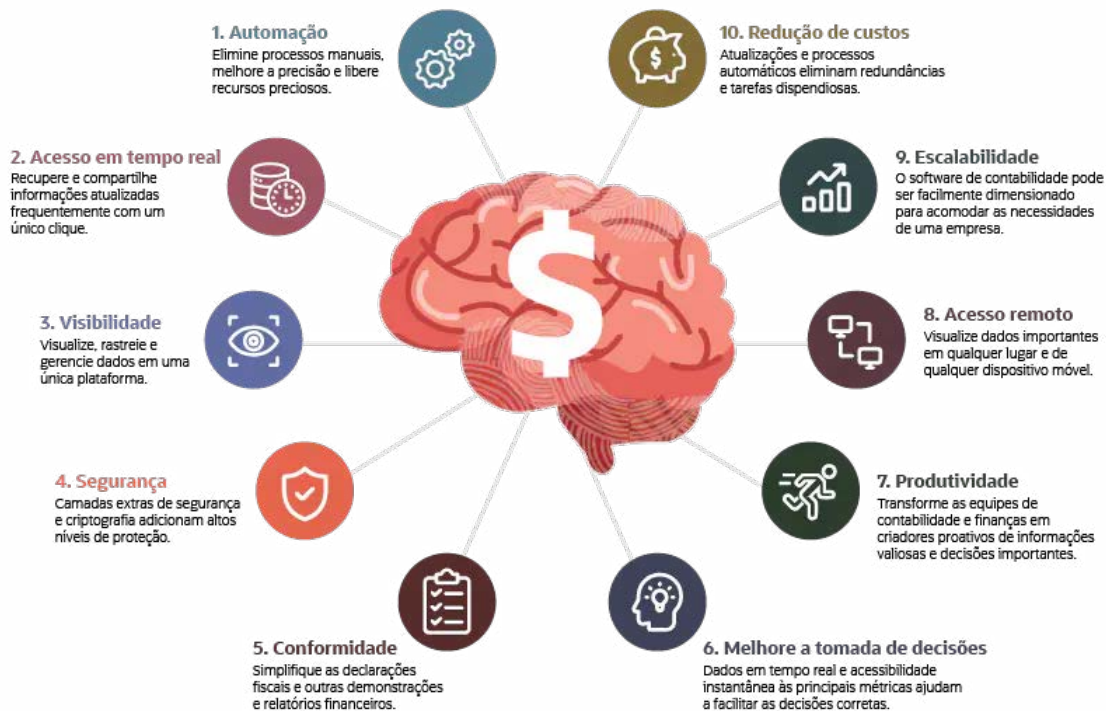 1. Automação
Elimine processos manuais,
melhore a precisão e libere
recursos preciosos.
2. Acesso em tempo real
Recupere e compartilhe
informações atualizadas
frequentemente com um
único clique.
3. Visibilidade
Visualize, rastreie e
gerencie dados em uma
única plataforma.
4. Segurança
Camadas extras de segurança
e criptografia adicionam altos
níveis de proteção.
5. Conformidade
Simplifique as declarações
fiscais e outras demonstrações
e relatórios financeiros.
6. Melhore a tomada de decisões
Dados em tempo real e acessibilidade
instantânea às principais métricas ajudam
a facilitar as decisões corretas.
7. Produtividade
Transforme as equipes de
contabilidade e finanças em
criadores proativos de informações
valiosas e decisões importantes.
8. Acesso remoto
Visualize dados importantes
em qualquer lugar e de
qualquer dispositivo móvel.
9. Escalabilidade
O software de contabilidade pode
ser facilmente dimensionado
para acomodar as necessidades
de uma empresa.
10. Redução de custos
Atualizações e processos
automáticos eliminam redundâncias
e tarefas dispendiosas.
$
$